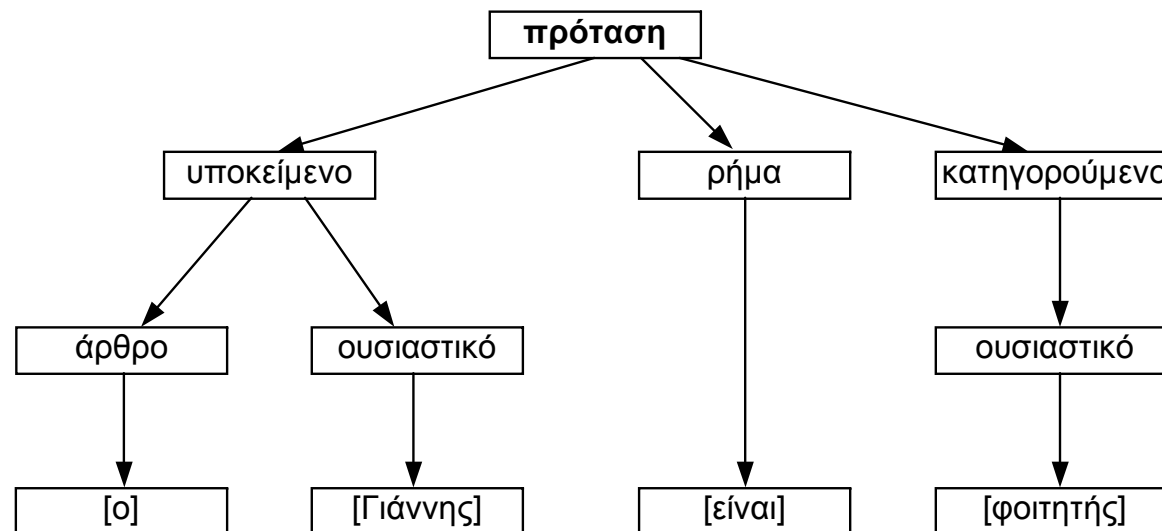 πρόταση
υποκείμενο ρήμα κατηγορούμενο
άρθρο ουσιαστικό ουσιαστικό
[ο] [Γιάννης] [είναι] [φοιτητής]